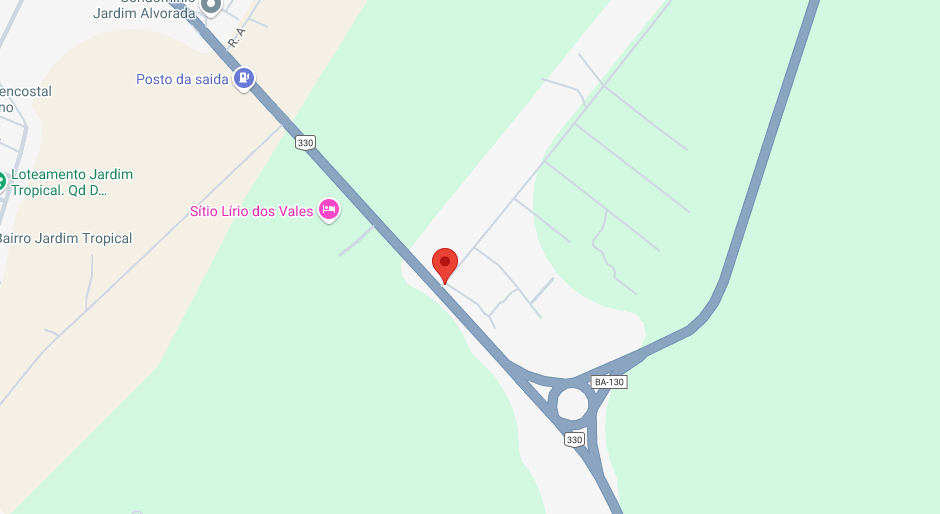 Jardim Alvorada
R. A
Posto da saida
encostal
no
330
Loteamento Jardim
Tropical. Qd D...
Sítio Lírio dos Vales
Bairro Jardim Tropical
BA-130
330